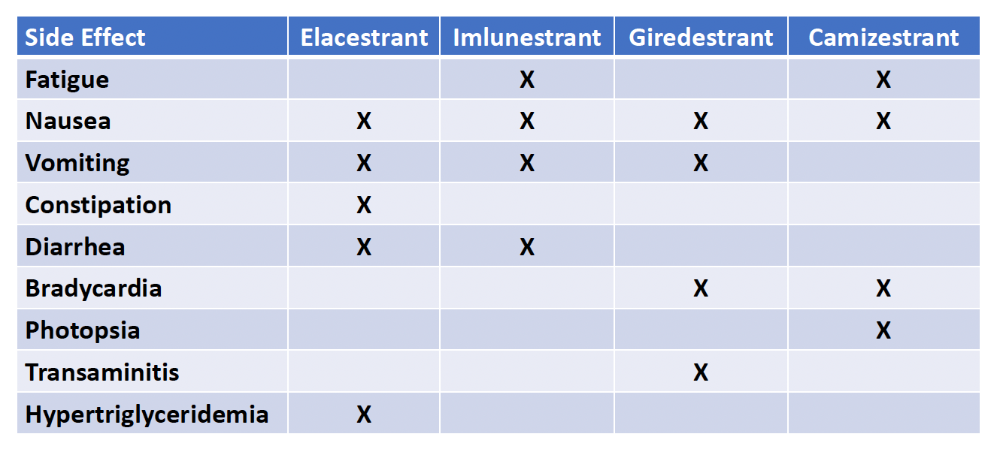 Side Effect Elacestrant Imlunestrant Giredestrant Camizestrant
Fatigue X X
Nausea X X X X
Vomiting X X X
Constipation X
Diarrhea X X
Bradycardia X X
Photopsia X
Transaminitis X
Hypertriglyceridemia X